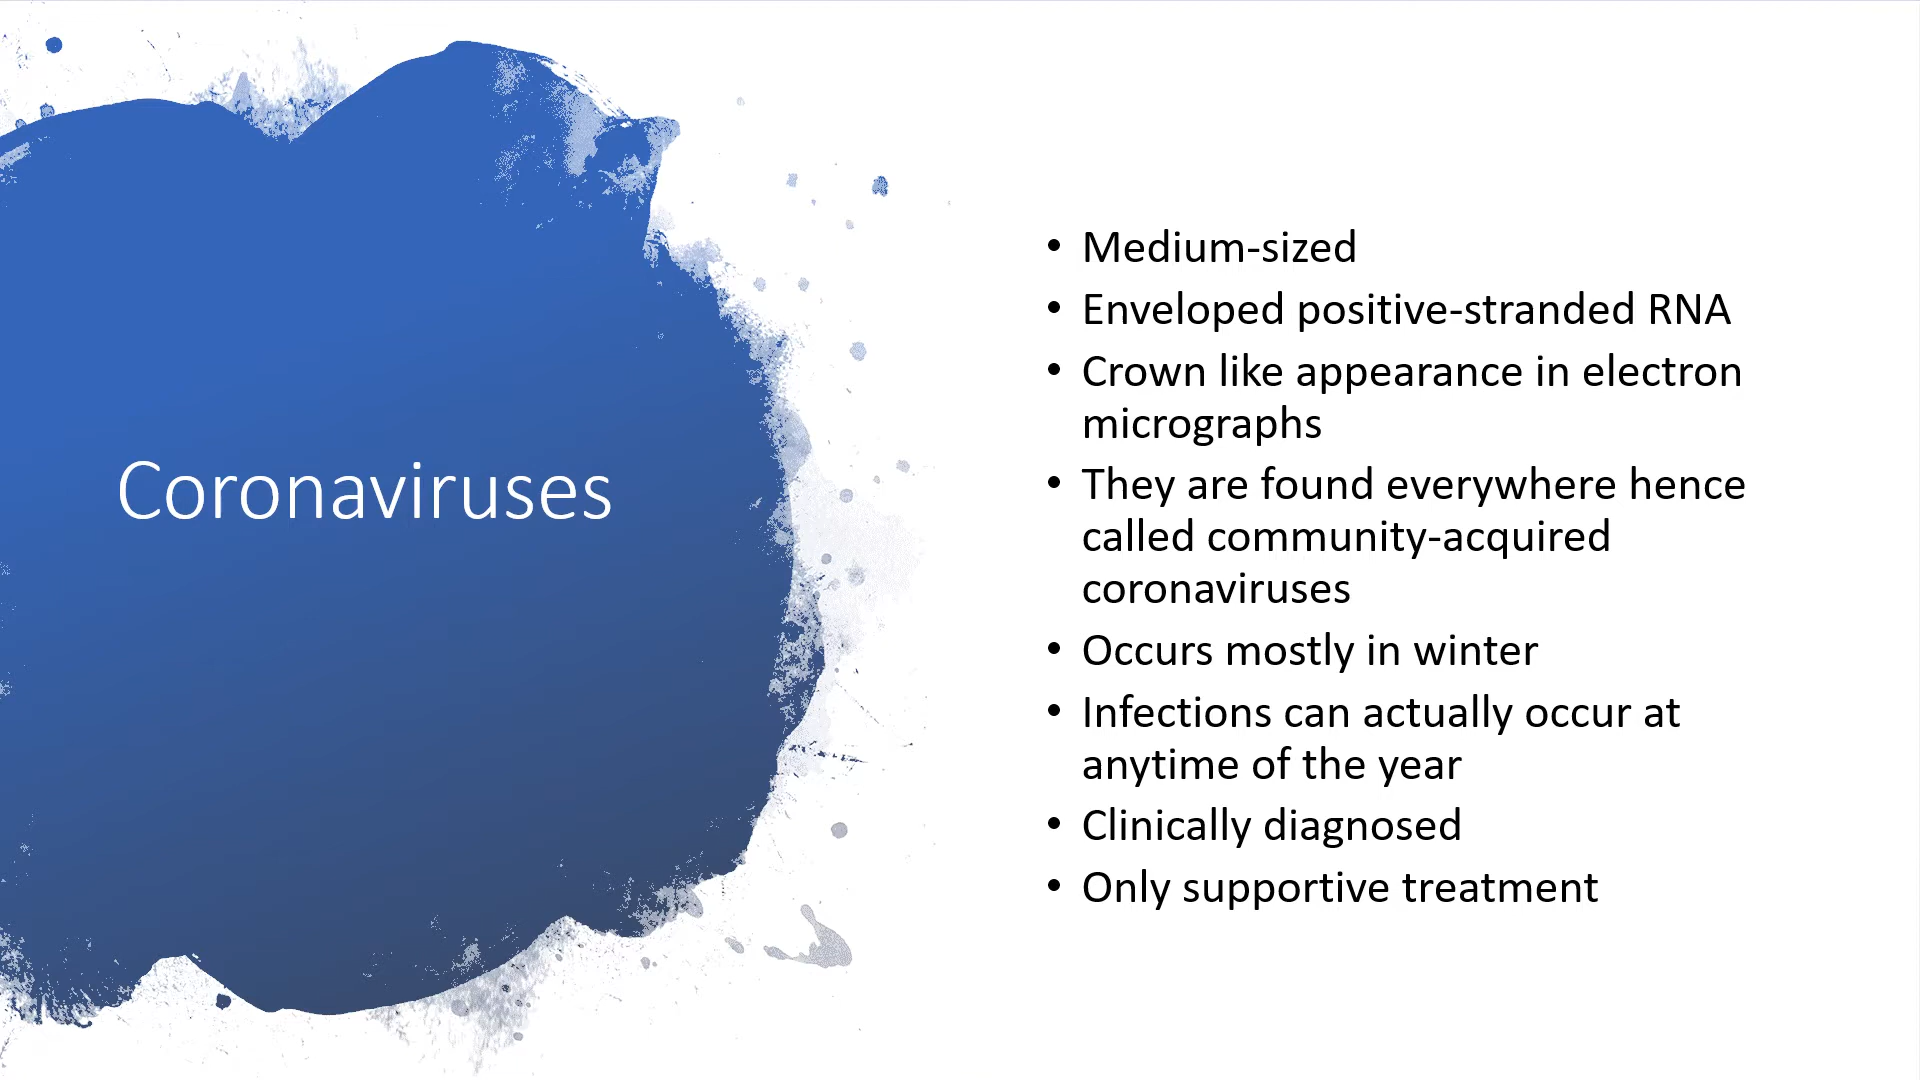 Coronaviruses
• Medium-sized
• Enveloped positive-stranded RNA
• Crown like appearance in electron
micrographs
• They are found everywhere hence
called community-acquired
coronaviruses
• Occurs mostly in winter
• Infections can actually occur at
anytime of the year
• Clinically diagnosed
• Only supportive treatment